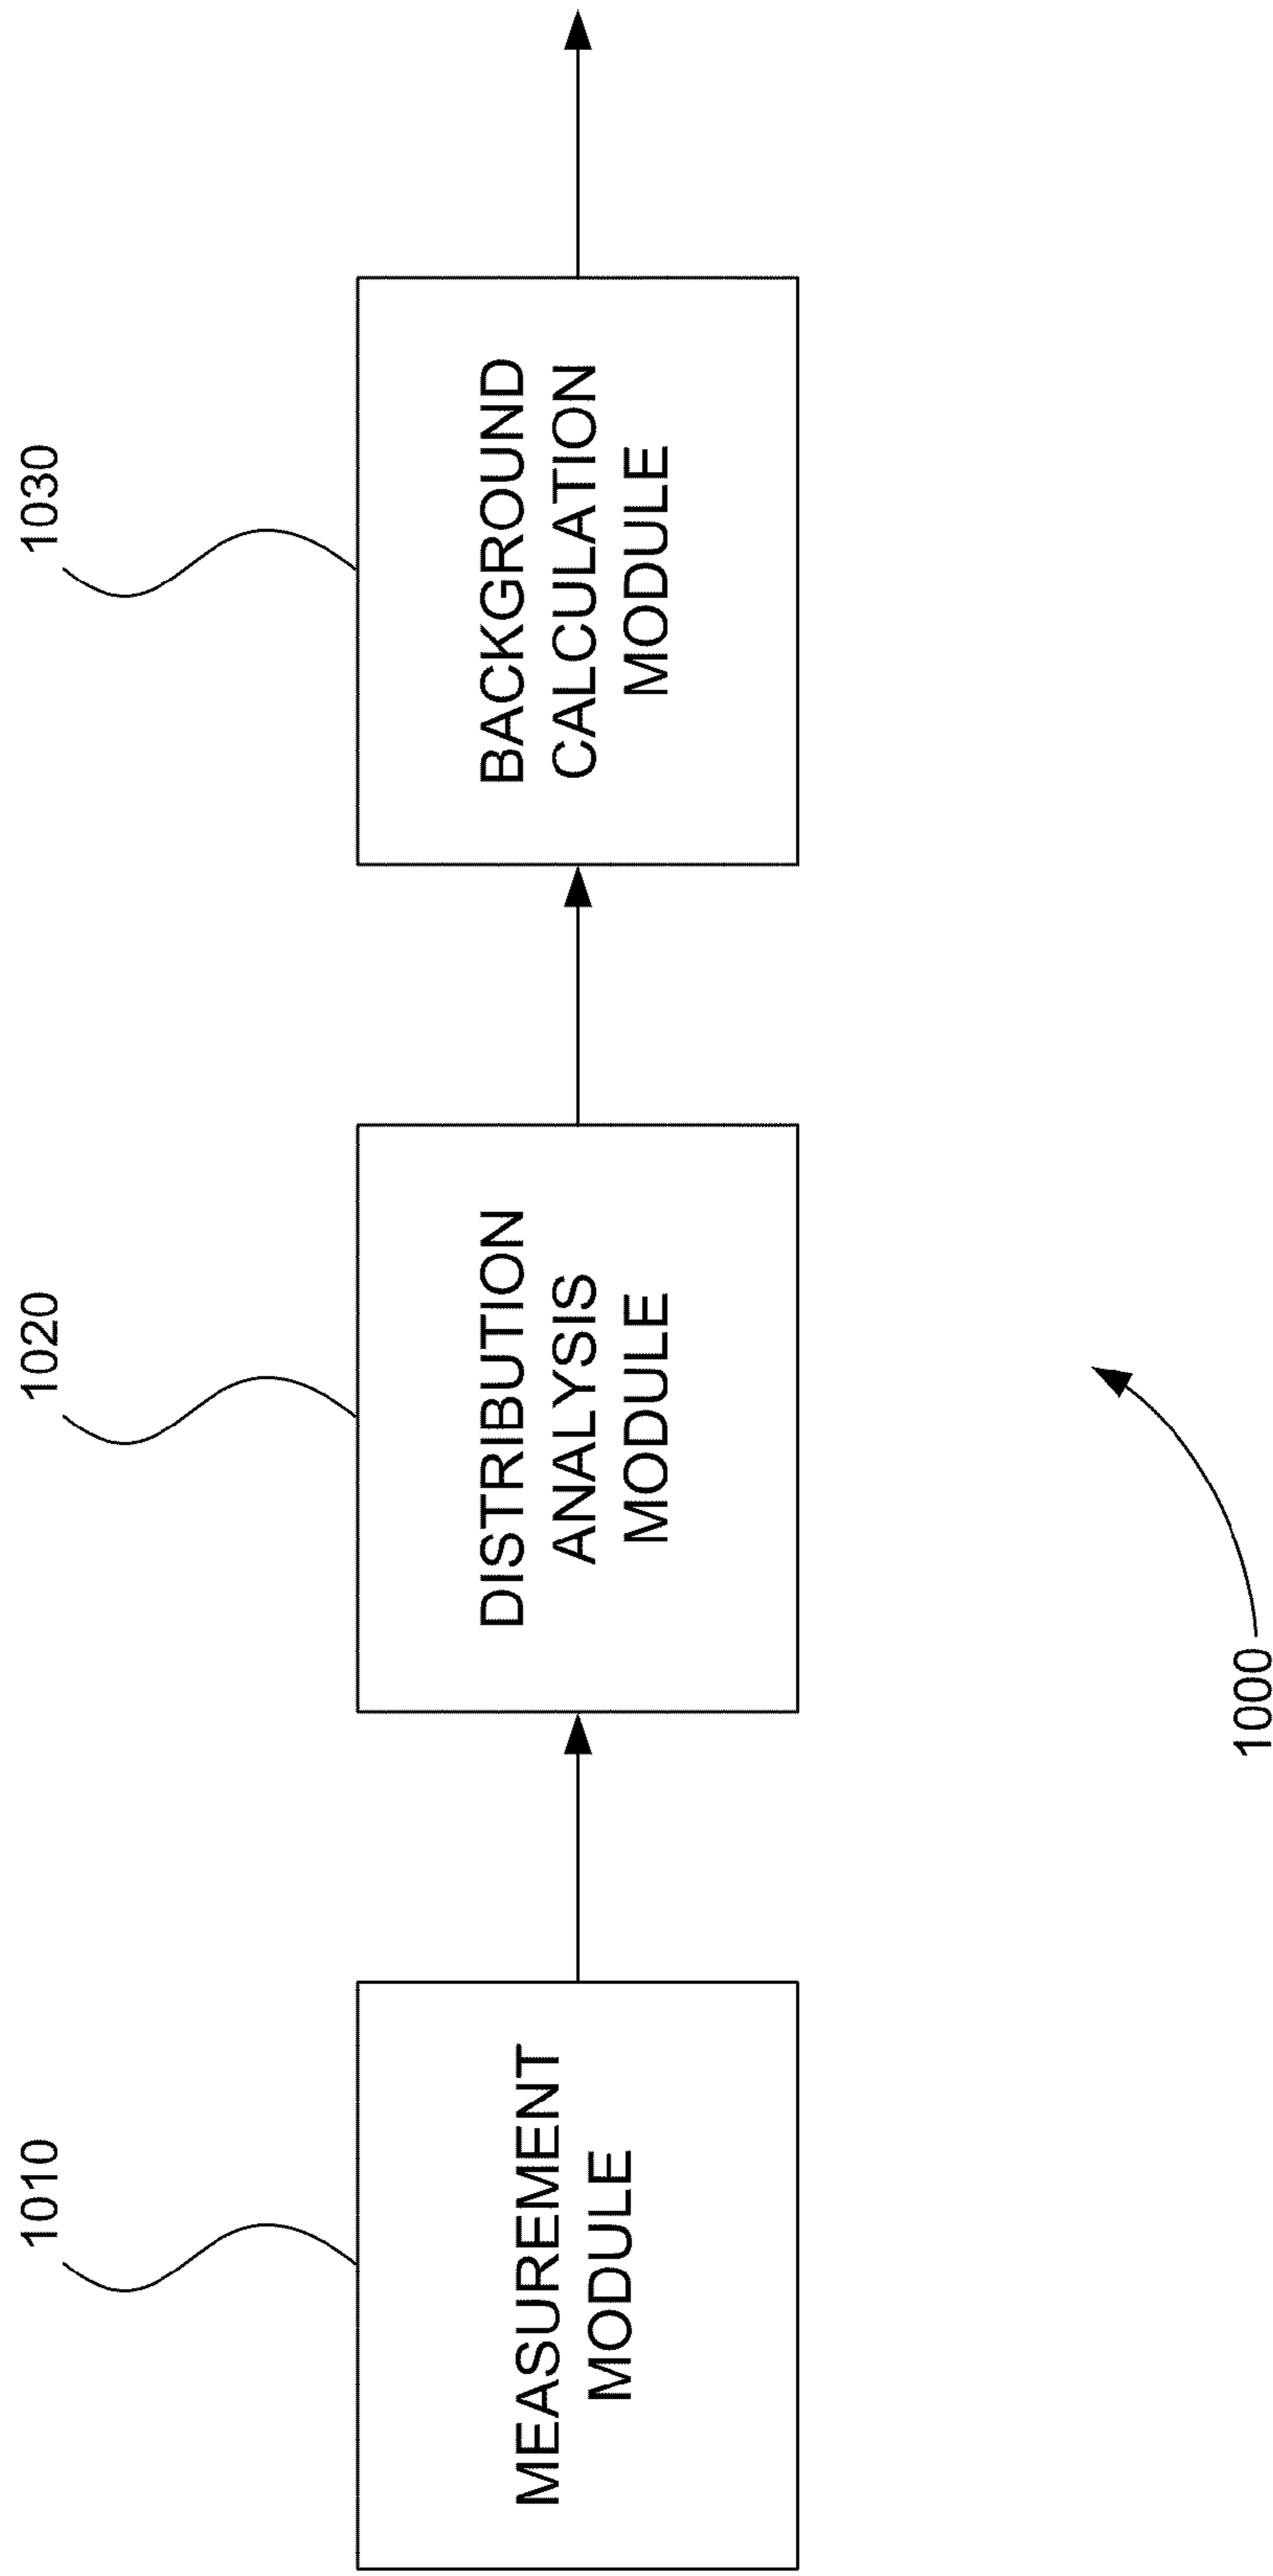 1010
1020
1030
MEASUREMENT
MODULE
DISTRIBUTION
ANALYSIS
MODULE
BACKGROUND
CALCULATION
MODULE
1000